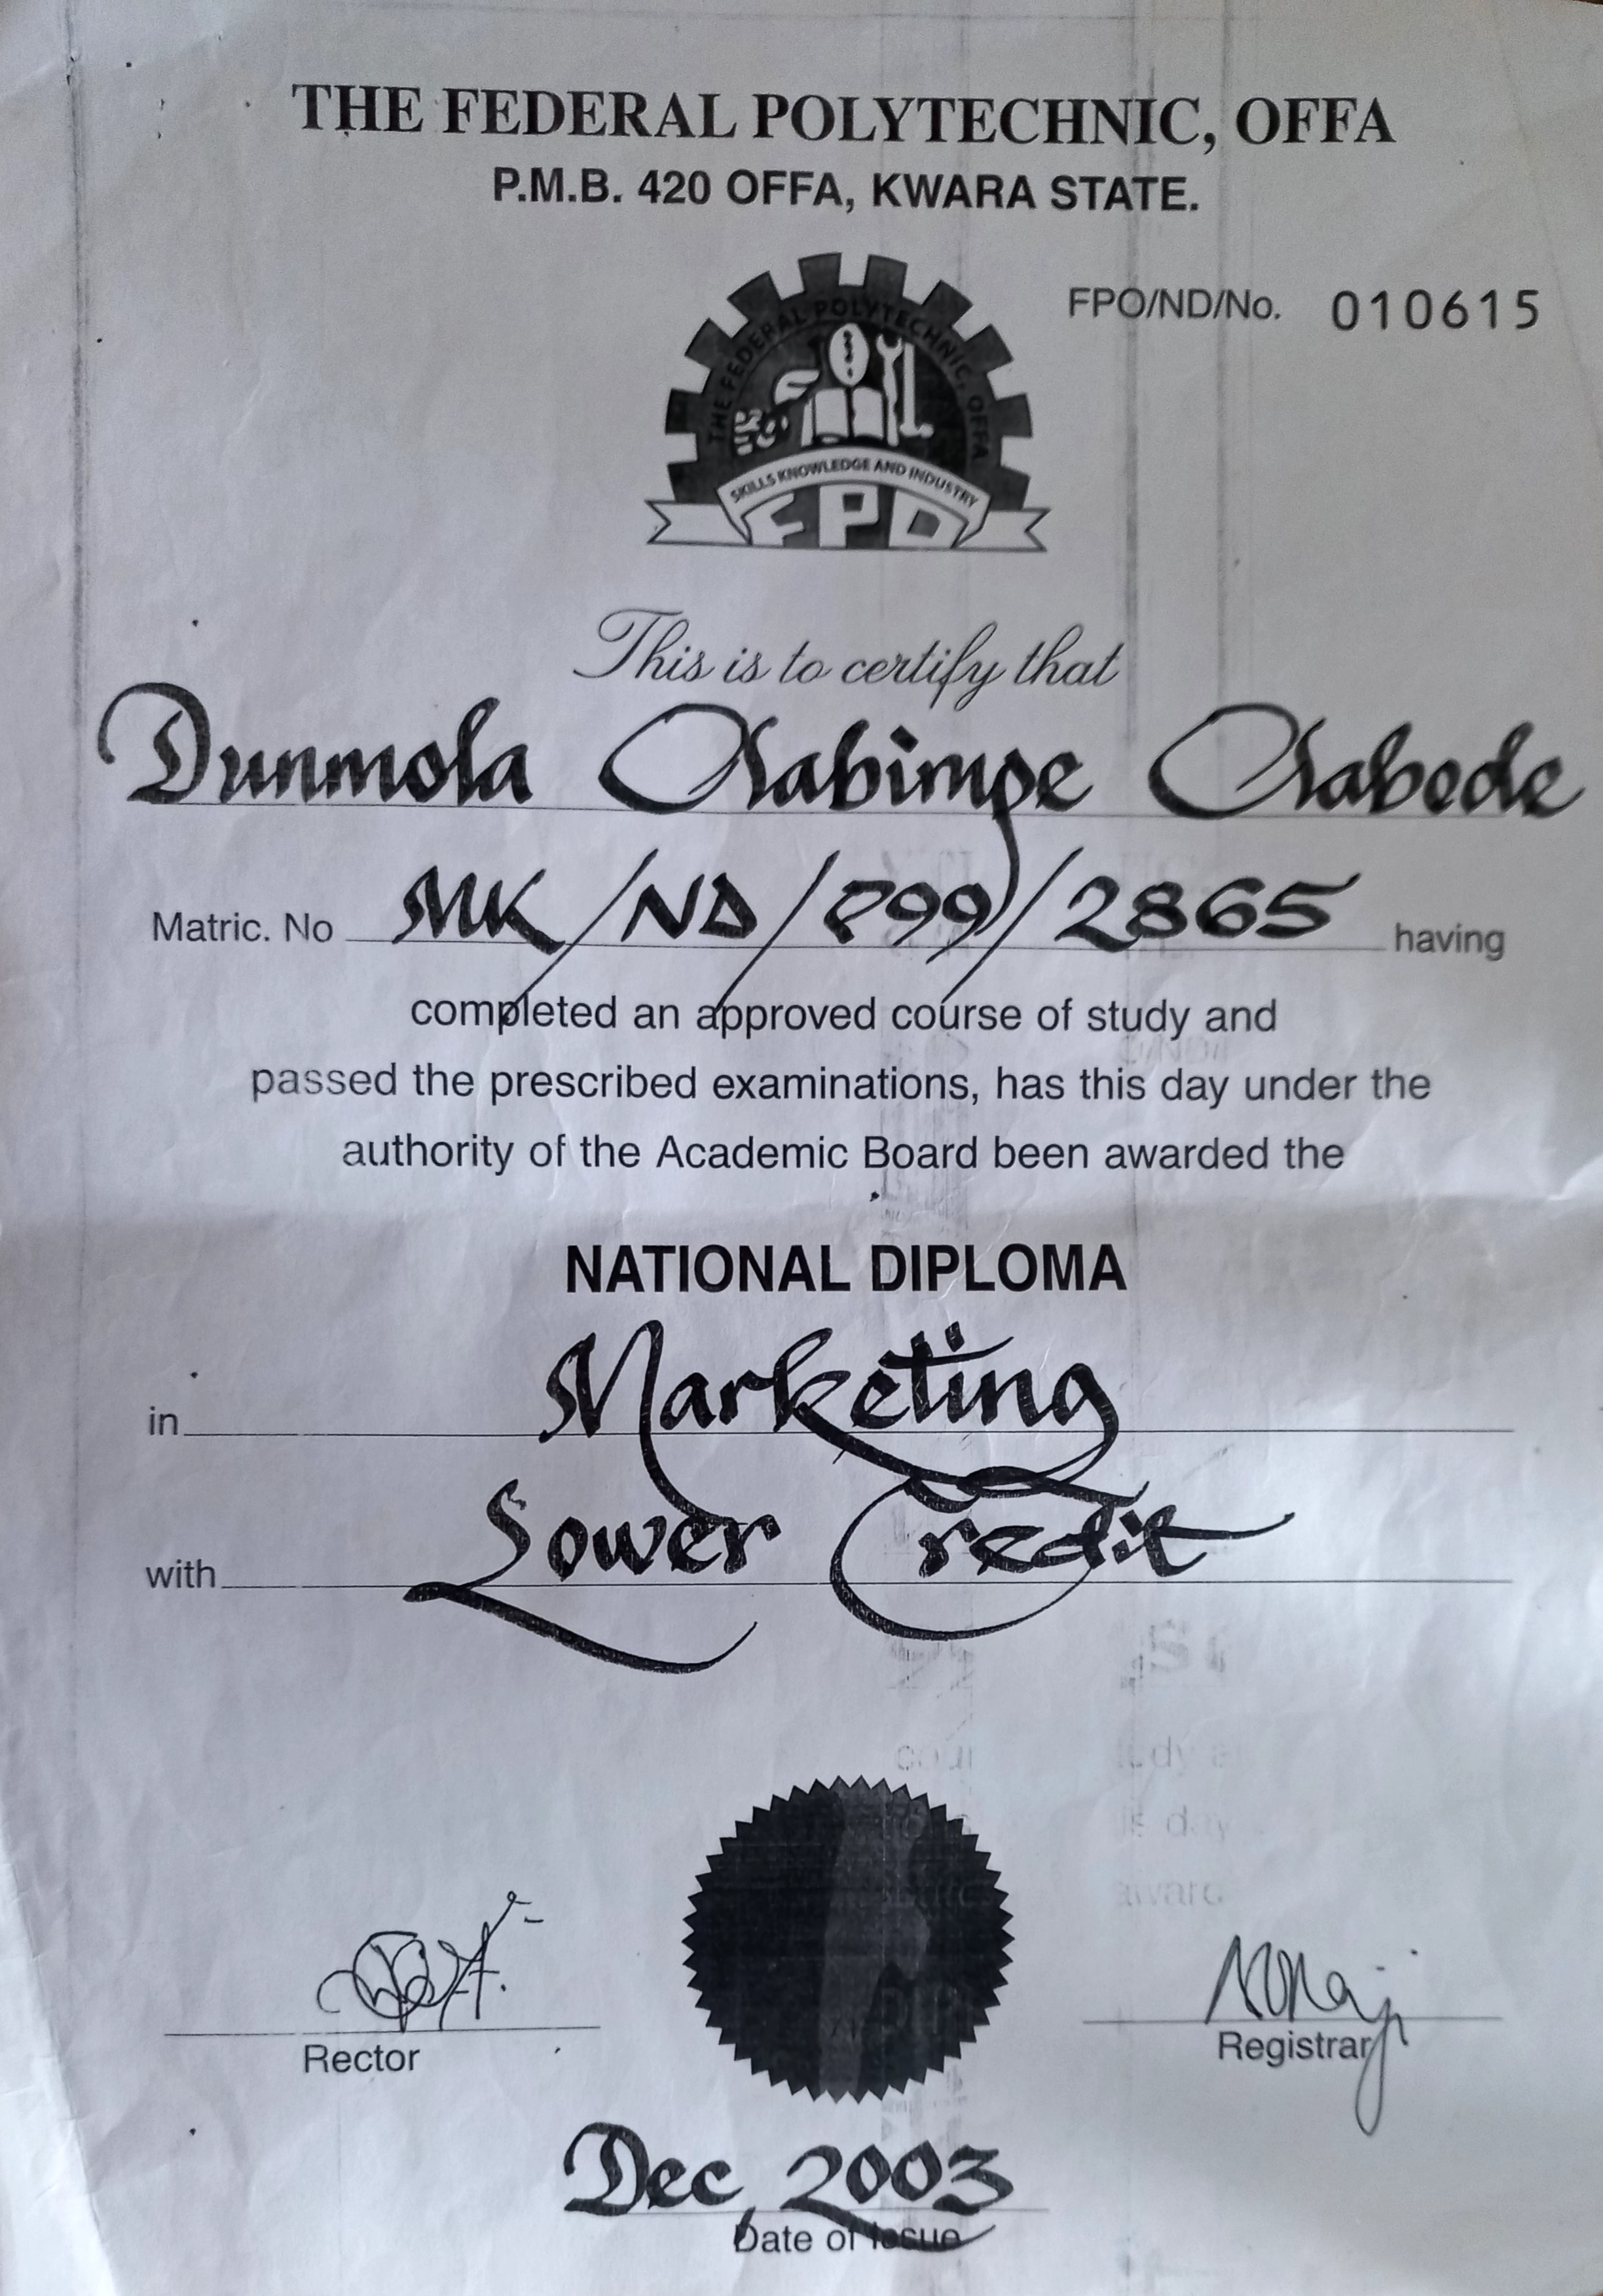 THE FEDERAL POLYTECHNIC, OFFA
P.M.B. 420 OFFA, KWARA STATE.
FPO/ND/No. 010615
THE FEDERAL POLYTECHNIC, OFFA
SKILLS KNOWLEDGE AND INDUSTRY
FPO
This is to certify that
Dunmola Olabimpe Olabode
Matric. No MK/ND/899/2865 having
completed an approved course of study and
passed the prescribed examinations, has this day under the
authority of the Academic Board been awarded the
NATIONAL DIPLOMA
in Marketing
with Lower Credit
Rector
Registrar
Dec, 2003
Date of Issue